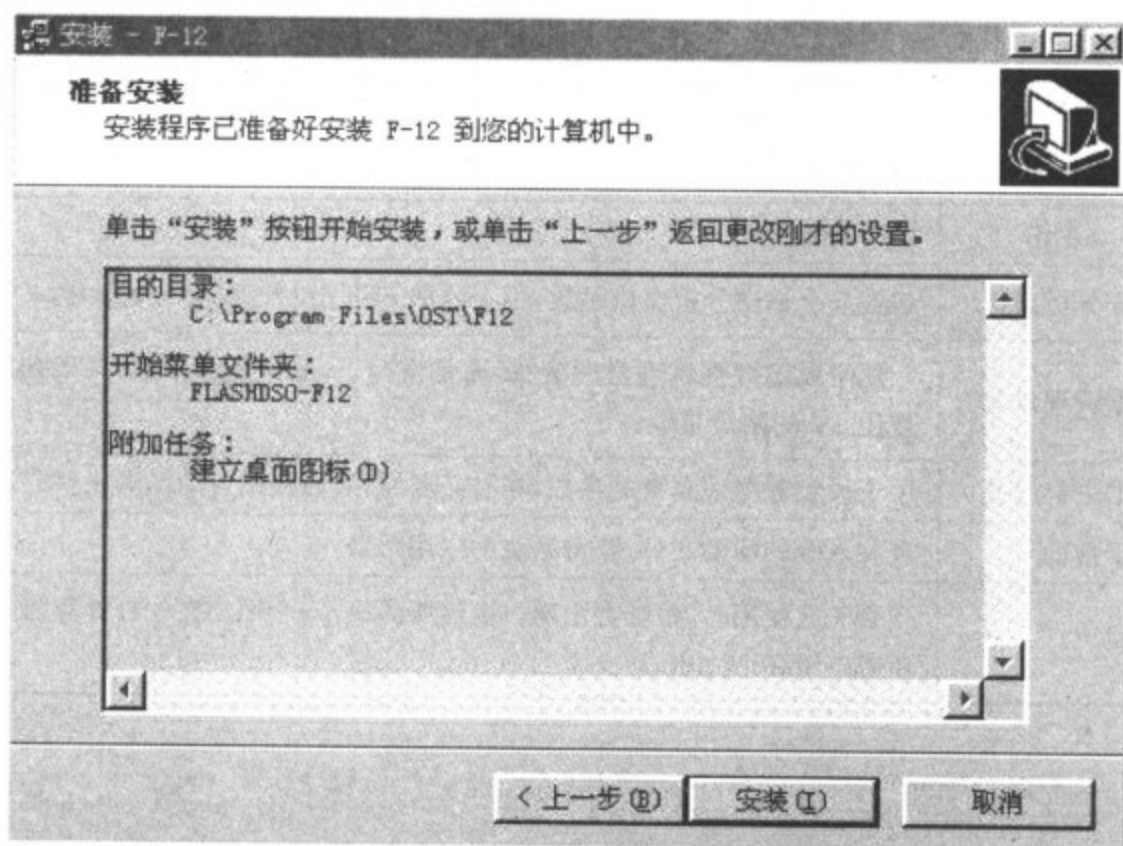 安装 - F-12
准备安装
安装程序已准备好安装 F-12 到您的计算机中。
单击“安装”按钮开始安装，或单击“上一步”返回更改刚才的设置。
目的目录：
C:\Program Files\OST\F12
开始菜单文件夹：
FLASHDSO-F12
附加任务：
建立桌面图标(D)
< 上一步(B)
安装(I)
取消